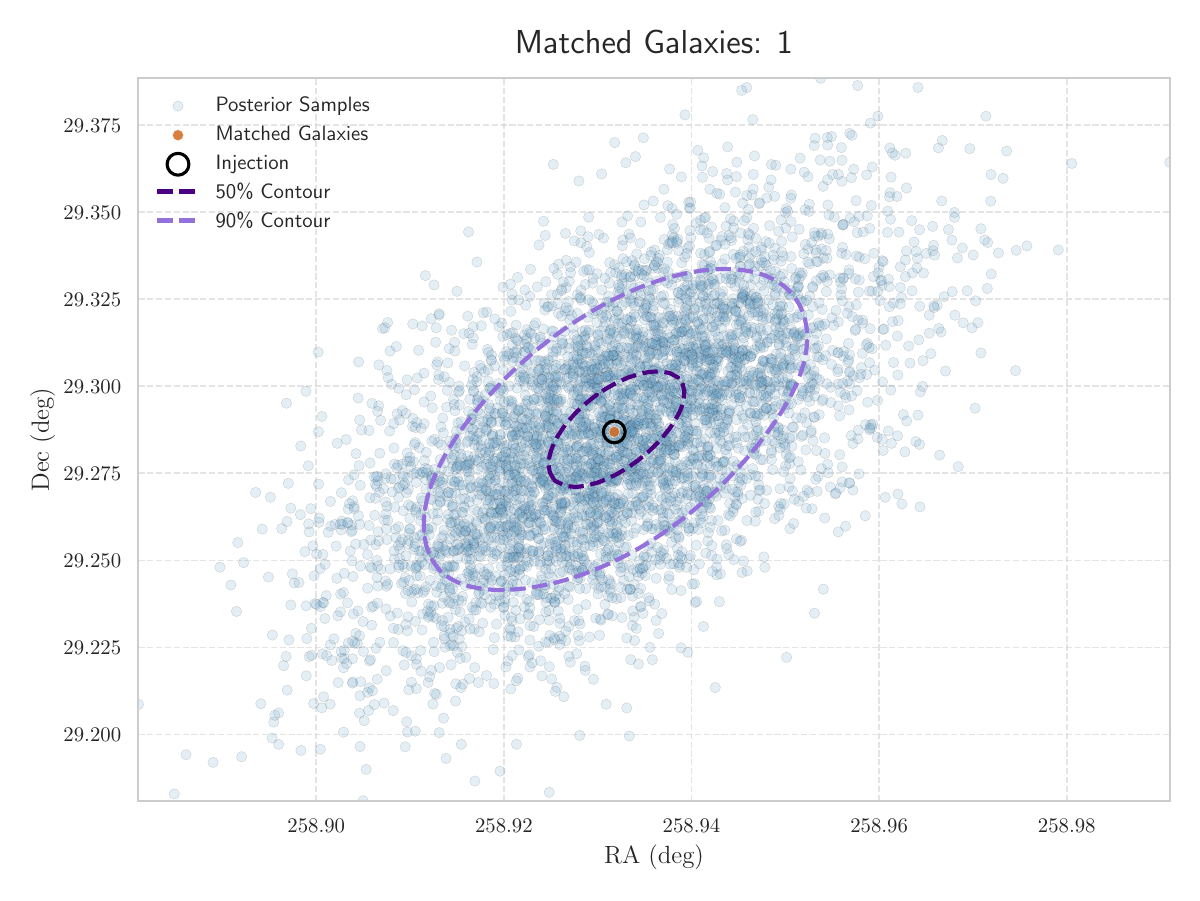 Matched Galaxies: 1
Posterior Samples
Matched Galaxies
Injection
50% Contour
90% Contour
29.375
29.350
29.325
29.300
29.275
29.250
29.225
29.200
Dec (deg)
258.90 258.92 258.94 258.96 258.98
RA (deg)